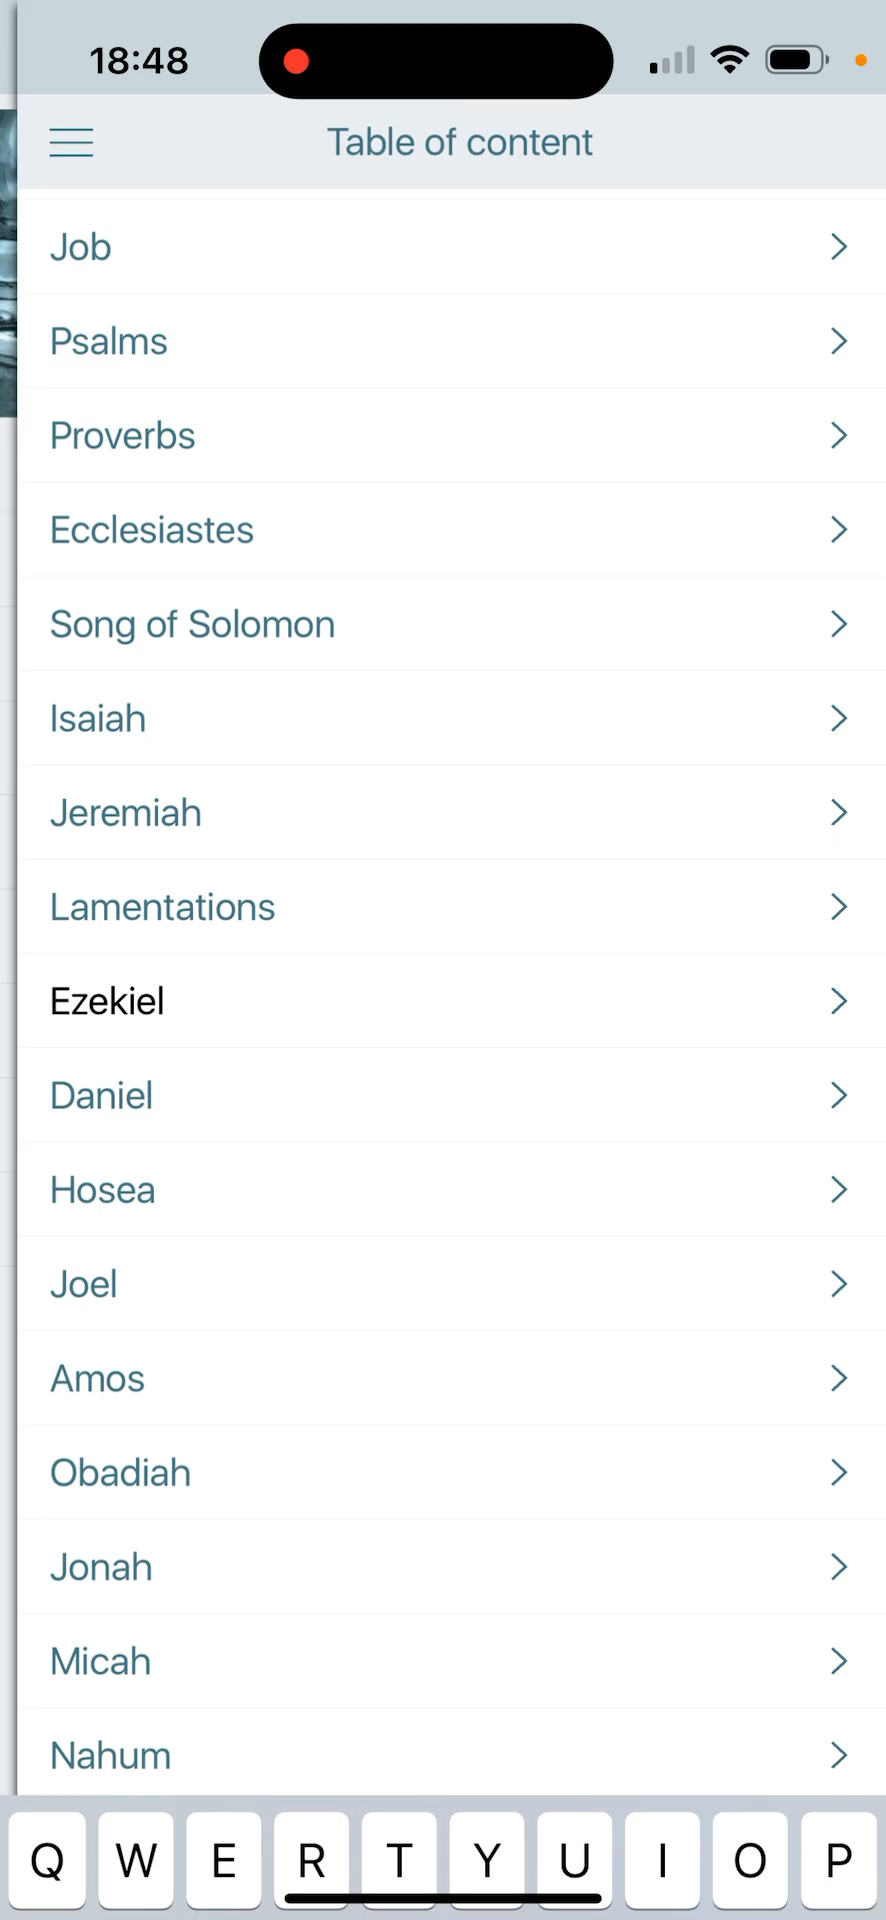 18:48
Table of content
Job
Psalms
Proverbs
Ecclesiastes
Song of Solomon
Isaiah
Jeremiah
Lamentations
Ezekiel
Daniel
Hosea
Joel
Amos
Obadiah
Jonah
Micah
Nahum
Q W E R T Y U I O P